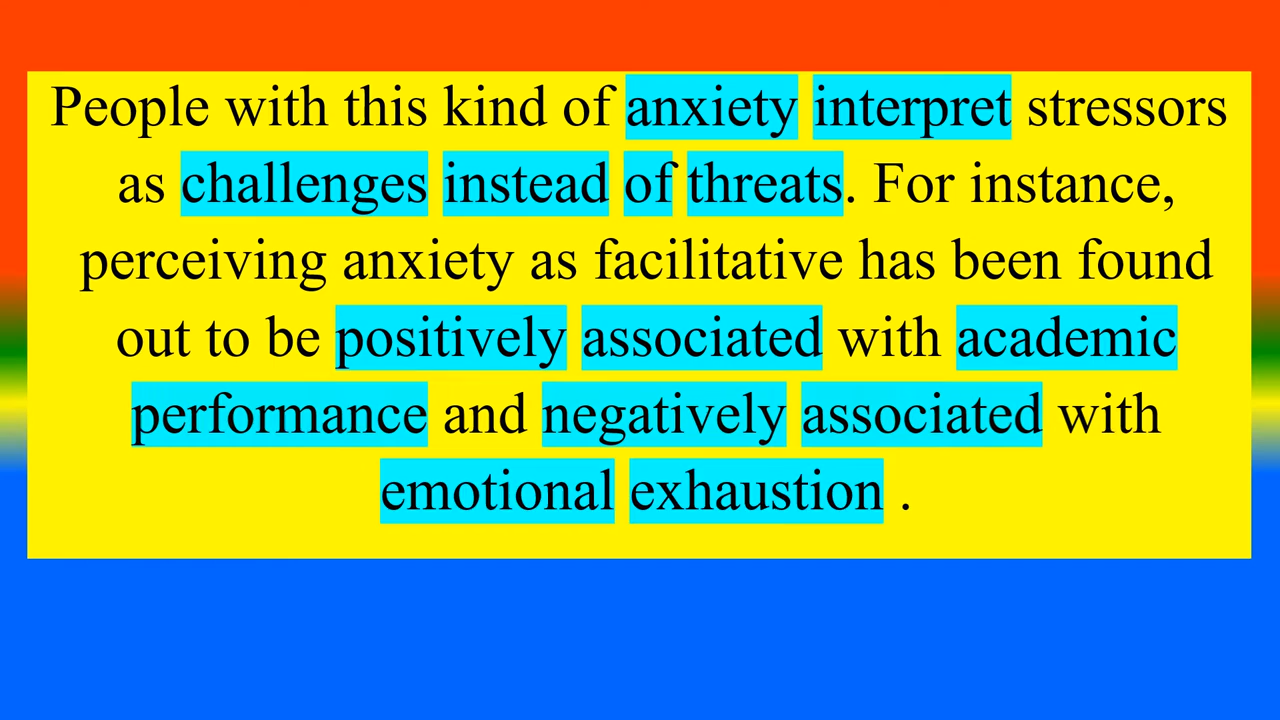 People with this kind of anxiety interpret stressors
as challenges instead of threats. For instance,
perceiving anxiety as facilitative has been found
out to be positively associated with academic
performance and negatively associated with
emotional exhaustion .